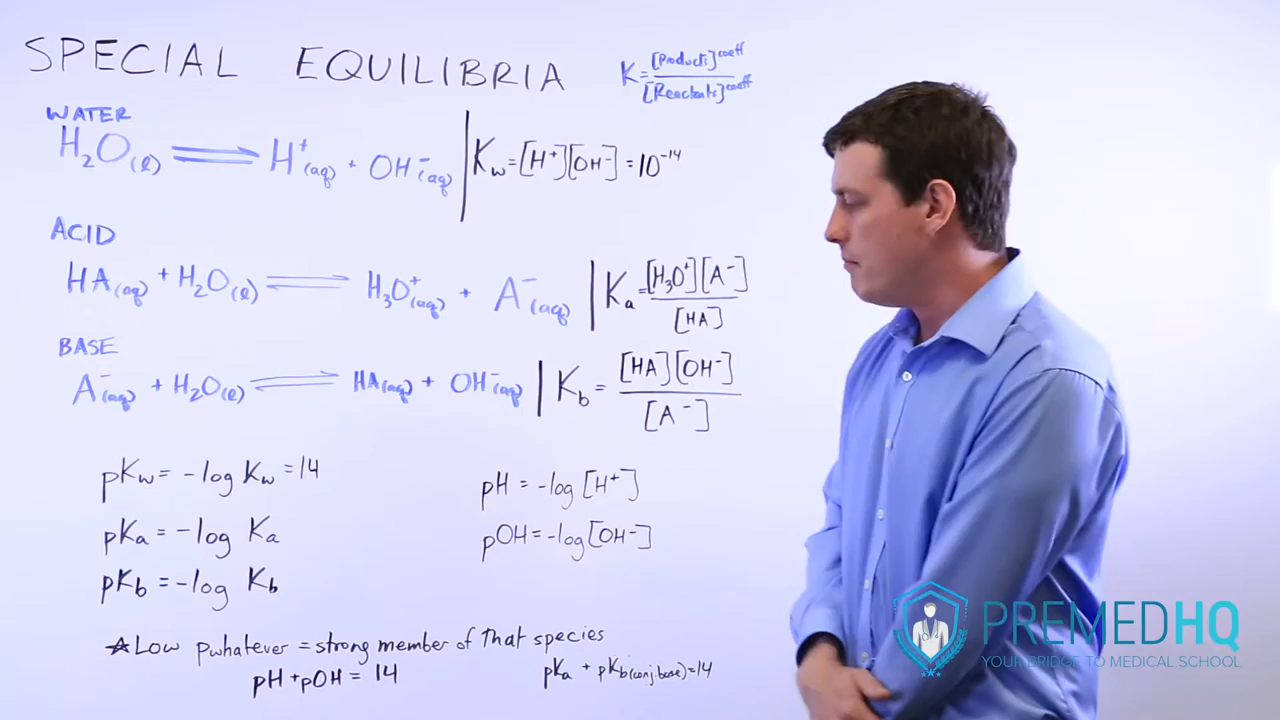 SPECIAL EQUILIBRIA
K = [Products]^coeff / [Reactants]^coeff
WATER
H₂O(l) ⇌ H⁺(aq) + OH⁻(aq) | Kw = [H⁺][OH⁻] = 10⁻¹⁴
ACID
HA(aq) + H₂O(l) ⇌ H₃O⁺(aq) + A⁻(aq) | Ka = [H₃O⁺][A⁻] / [HA]
BASE
A⁻(aq) + H₂O(l) ⇌ HA(aq) + OH⁻(aq) | Kb = [HA][OH⁻] / [A⁻]
pKw = -log Kw = 14
pKa = -log Ka
pKb = -log Kb
pH = -log [H⁺]
pOH = -log [OH⁻]
☆ Low pwhatever = strong member of that species
pH + pOH = 14
pKa + pKb (conj. base) = 14
PREMEDHQ
YOUR BRIDGE TO MEDICAL SCHOOL